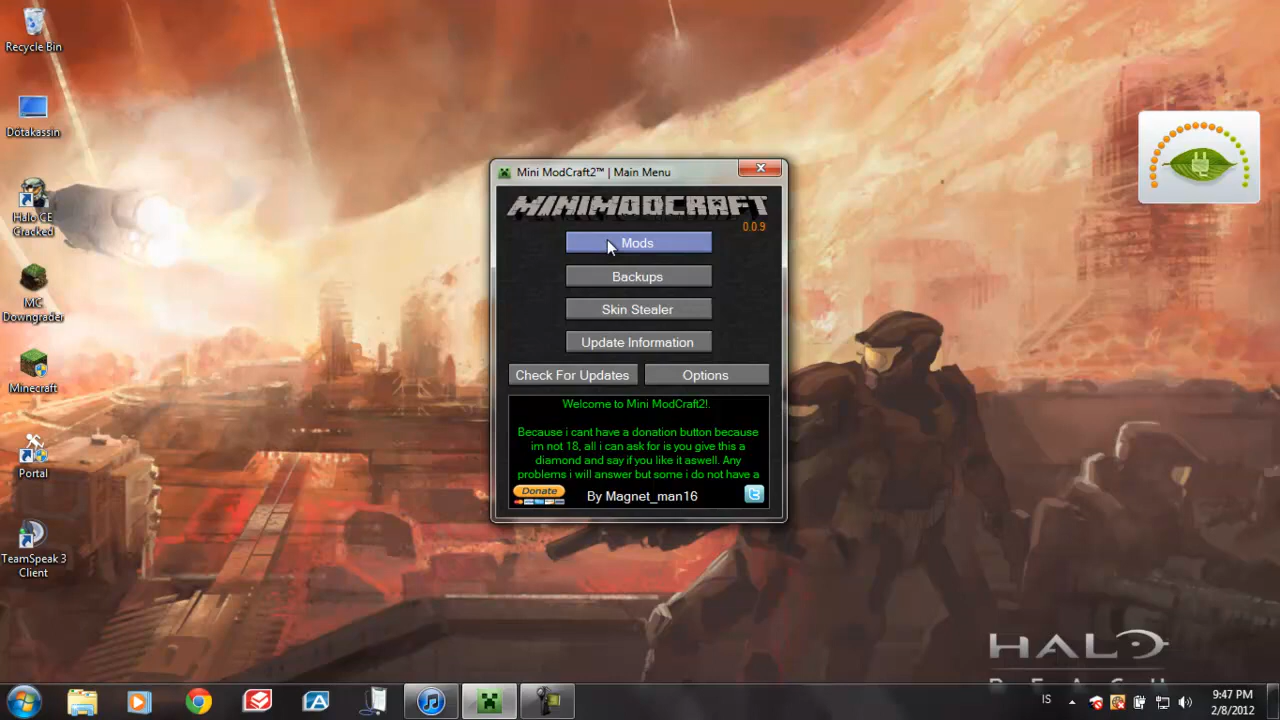 Recycle Bin
Dótakassin
Halo CE
Cracked
MC
Downgrader
Minecraft
Portal
TeamSpeak 3
Client
Mini ModCraft2™ | Main Menu
MINIMODCRAFT
0.0.9
Mods
Backups
Skin Stealer
Update Information
Check For Updates
Options
Welcome to Mini ModCraft2!.
Because i cant have a donation button because
im not 18, all i can ask for is you give this a
diamond and say if you like it aswell. Any
problems i will answer but some i do not have a
Donate
By Magnet_man16
HALO
REACH
IS
9:47 PM
2/8/2012